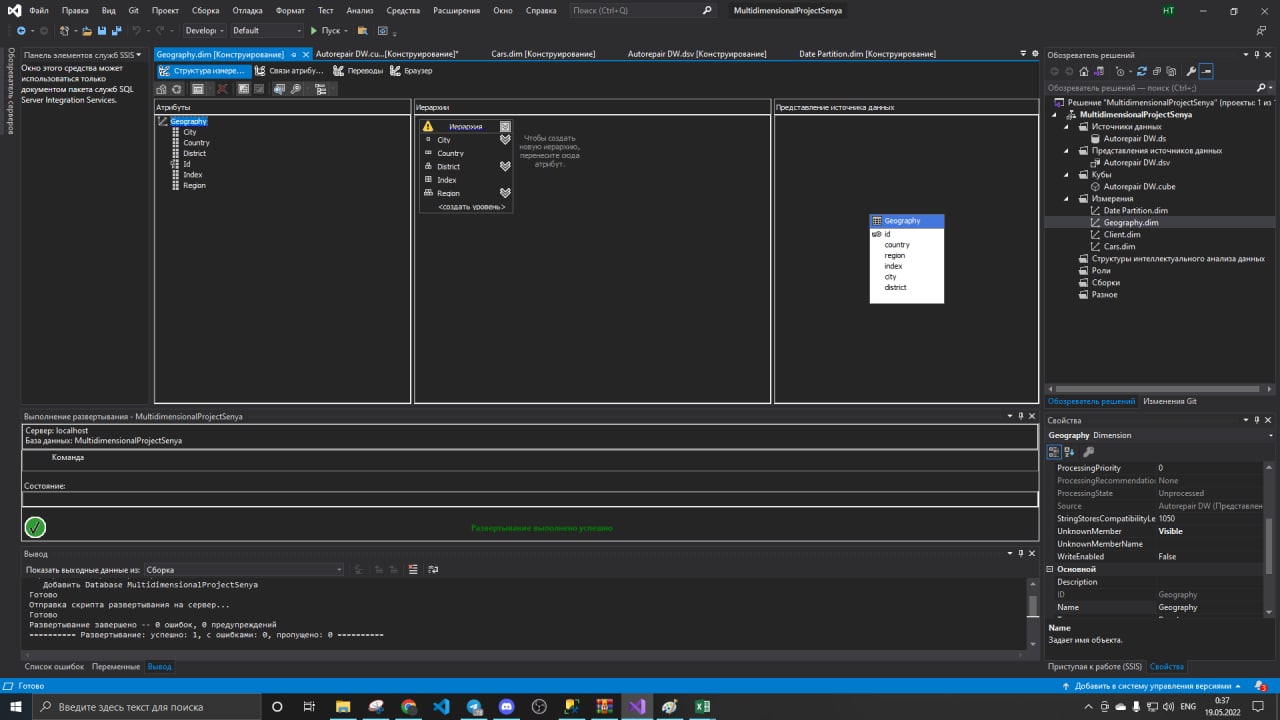 Файл Правка Вид Git Проект Сборка Отладка Формат Тест Анализ Средства Расширения Окно Справка Поиск (Ctrl+Q) MultidimensionalProjectSenya HT
Develop Default Пуск
Обозреватель серверов
Панель элементов служб SSIS
Окно этого средства может
использоваться только
документом пакета служб SQL
Server Integration Services.
Geography.dim [Конструирование] Autorepair DW.cu...[Конструирование]* Cars.dim [Конструирование] Autorepair DW.dsv [Конструирование] Date Partition.dim [Конструирование]
Структура измере... Связи атрибу... Переводы Браузер
Атрибуты
Geography
City
Country
District
Id
Index
Region
Иерархии
Иерархия
City
Country
District
Index
Region
<создать уровень>
Чтобы создать
новую иерархию,
перенесите сюда
атрибут.
Представление источника данных
Geography
id
country
region
index
city
district
Обозреватель решений
Обозреватель решений — поиск (Ctrl+;)
Решение "MultidimensionalProjectSenya" (проекты: 1 из
MultidimensionalProjectSenya
Источники данных
Autorepair DW.ds
Представления источников данных
Autorepair DW.dsv
Кубы
Autorepair DW.cube
Измерения
Date Partition.dim
Geography.dim
Client.dim
Cars.dim
Структуры интеллектуального анализа данных
Роли
Сборки
Разное
Обозреватель решений Изменения Git
Свойства
Geography Dimension
ProcessingPriority 0
ProcessingRecommendation None
ProcessingState Unprocessed
Source Autorepair DW (Представлен
StringStoresCompatibilityLe 1050
UnknownMember Visible
UnknownMemberName
WriteEnabled False
Основной
Description
ID Geography
Name Geography
Name
Задает имя объекта.
Приступая к работе (SSIS) Свойства
Выполнение развертывания - MultidimensionalProjectSenya
Сервер: localhost
База данных: MultidimensionalProjectSenya
Команда
Состояние:
Развертывание выполнено успешно
Вывод
Показать выходные данные из: Сборка
Добавить Database MultidimensionalProjectSenya
Готово
Отправка скрипта развертывания на сервер...
Готово
Развертывание завершено -- 0 ошибок, 0 предупреждений
========== Развертывание: успешно: 1, с ошибками: 0, пропущено: 0 ==========
Список ошибок Переменные Вывод
Готово Добавить в систему управления версиями 3
Введите здесь текст для поиска ENG 0:37
19.05.2022